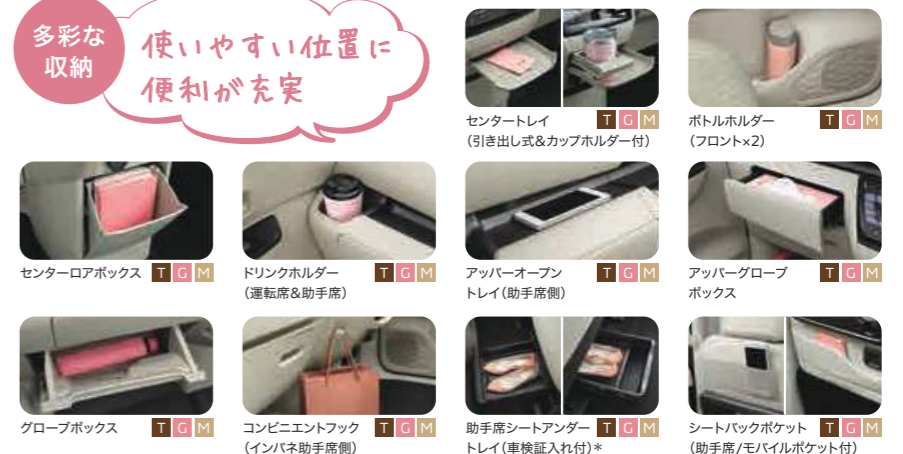 多彩な
収納
使いやすい位置に
便利が充実
センタートレイ T G M
（引き出し式&カップホルダー付）
ボトルホルダー T G M
（フロント×2）
センターロアボックス T G M
ドリンクホルダー T G M
（運転席&助手席）
アッパーオープン T G M
トレイ（助手席側）
アッパーグローブ T G M
ボックス
グローブボックス T G M
コンビニエントフック T G M
（インパネ助手席側）
助手席シートアンダー T G M
トレイ（車検証入れ付）＊
シートバックポケット T G M
（助手席/モバイルポケット付）